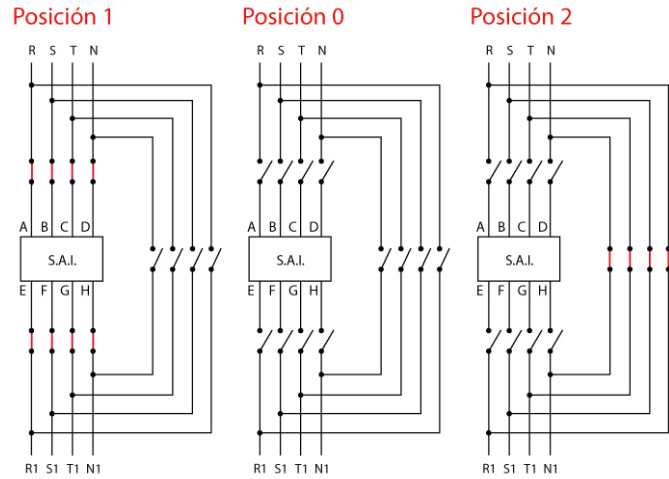 Posición 1
R S T N
A B C D
S.A.I.
E F G H
R1 S1 T1 N1
Posición 0
R S T N
A B C D
S.A.I.
E F G H
R1 S1 T1 N1
Posición 2
R S T N
A B C D
S.A.I.
E F G H
R1 S1 T1 N1